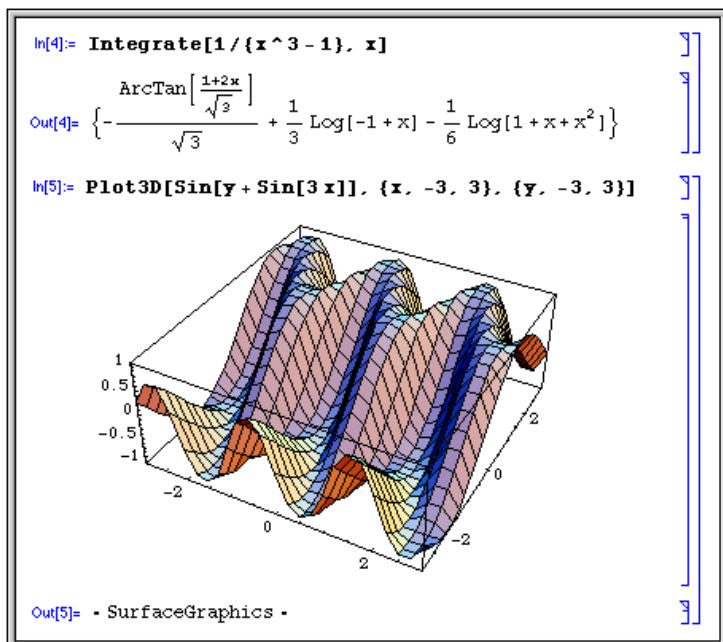 In[4]:= Integrate[1/{x^3-1}, x]
Out[4]= {-ArcTan[(1+2x)/√3]/√3 + 1/3 Log[-1+x] - 1/6 Log[1+x+x²]}
In[5]:= Plot3D[Sin[y+Sin[3x]], {x, -3, 3}, {y, -3, 3}]
1
0.5
0
-0.5
-1
-2
0
2
-2
0
2
Out[5]= - SurfaceGraphics -